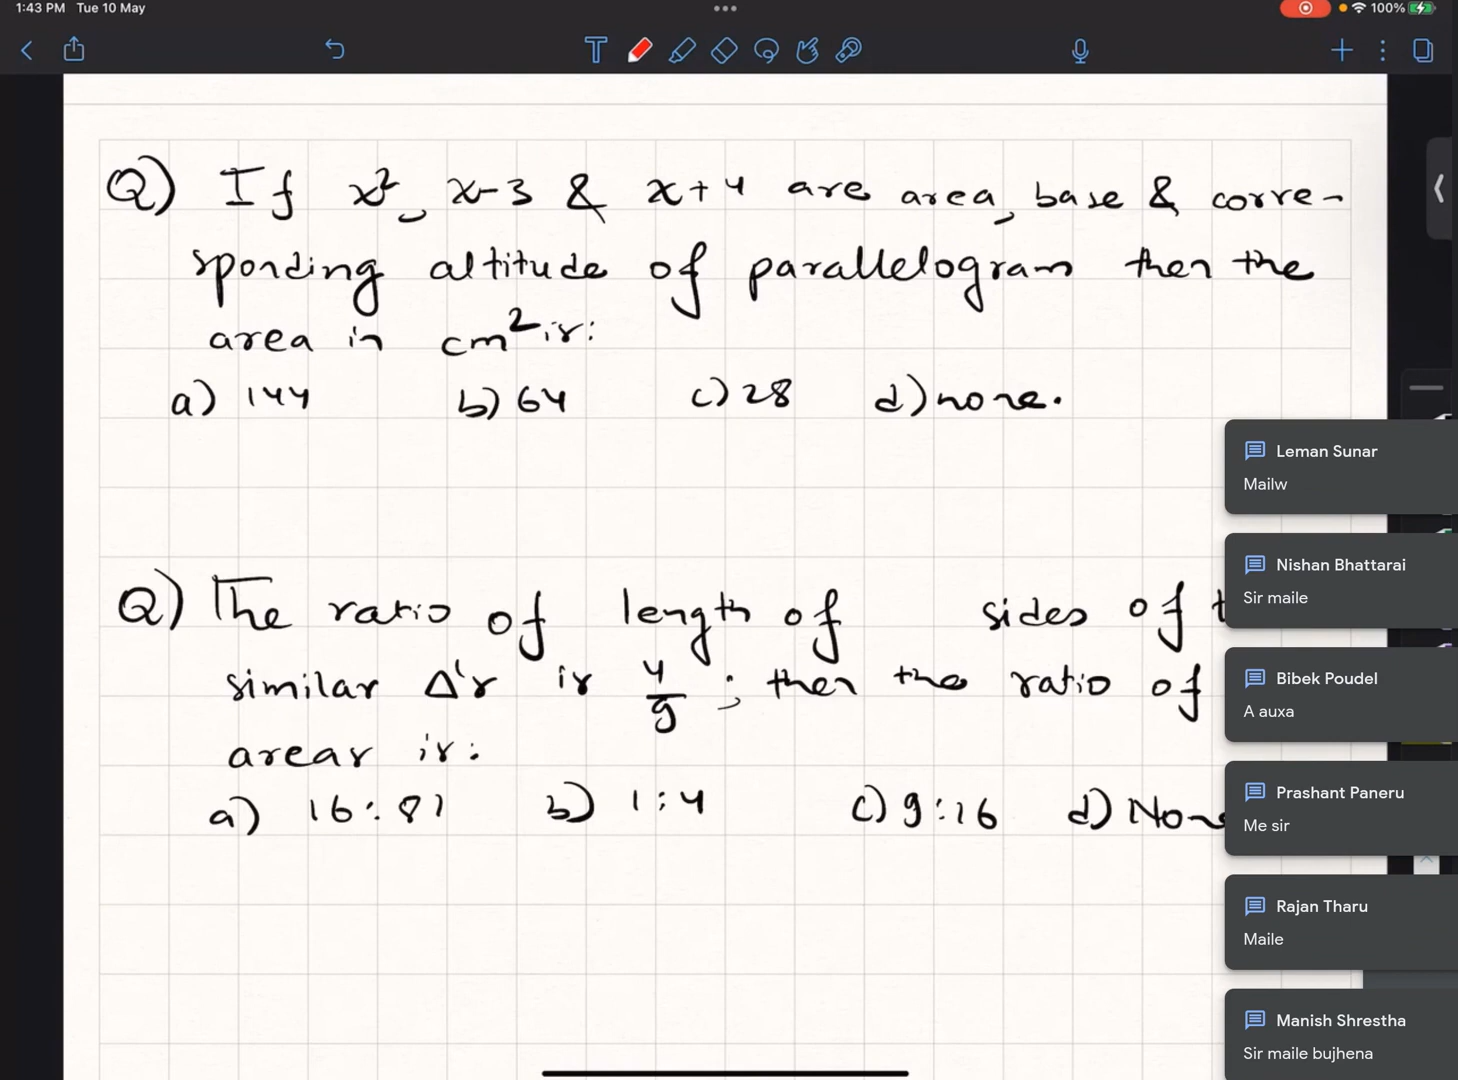 1:43 PM Tue 10 May
100%
Q) If x², x-3 & x+4 are area, base & corre-
sponding altitude of parallelogram then the
area in cm² is:
a) 144 b) 64 c) 28 d) none.
Q) The ratio of length of sides of t
similar Δ's is 4/9 ; then the ratio of
areas is:
a) 16:81 b) 1:4 c) 9:16 d) None
Leman Sunar
Mailw
Nishan Bhattarai
Sir maile
Bibek Poudel
A auxa
Prashant Paneru
Me sir
Rajan Tharu
Maile
Manish Shrestha
Sir maile bujhena